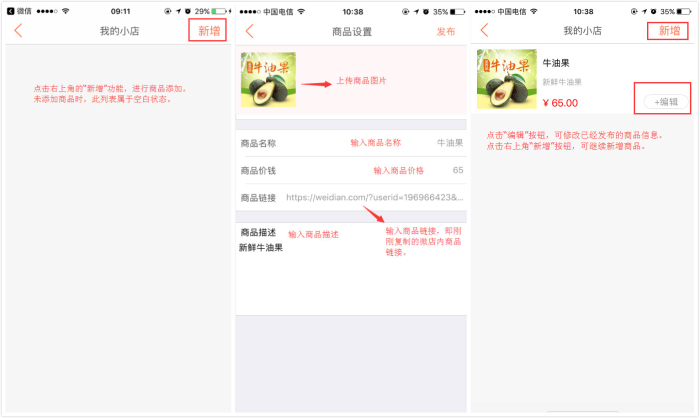 微信
09:11
29%
我的小店
新增
点击右上角的"新增"功能，进行商品添加。
未添加商品时，此列表属于空白状态。
中国电信
10:38
35%
商品设置
发布
牛油果
上传商品图片
商品名称
输入商品名称
牛油果
商品价钱
输入商品价格
65
商品链接
https://weidian.com/?userid=196966423&...
商品描述
输入商品描述
新鲜牛油果
输入商品链接，即刚
刚复制的微店内商品
链接。
中国电信
10:38
35%
我的小店
新增
牛油果
牛油果
新鲜牛油果
¥ 65.00
+编辑
点击"编辑"按钮，可修改已经发布的商品信息。
点击右上角"新增"按钮，可继续新增商品。